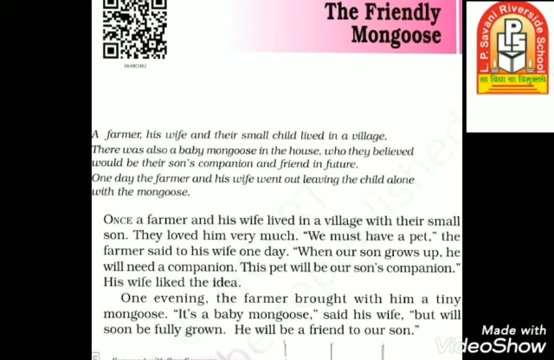 The Friendly
Mongoose
L. P. Savani Riverside School
LPS
सा विद्या या विमुक्तये
A farmer, his wife and their small child lived in a village.
There was also a baby mongoose in the house, who they believed
would be their son's companion and friend in future.
One day the farmer and his wife went out leaving the child alone
with the mongoose.
ONCE a farmer and his wife lived in a village with their small
son. They loved him very much. “We must have a pet,” the
farmer said to his wife one day. “When our son grows up, he
will need a companion. This pet will be our son's companion.”
His wife liked the idea.
One evening, the farmer brought with him a tiny
mongoose. “It's a baby mongoose,” said his wife, “but will
soon be fully grown. He will be a friend to our son.”
Made with
VideoShow